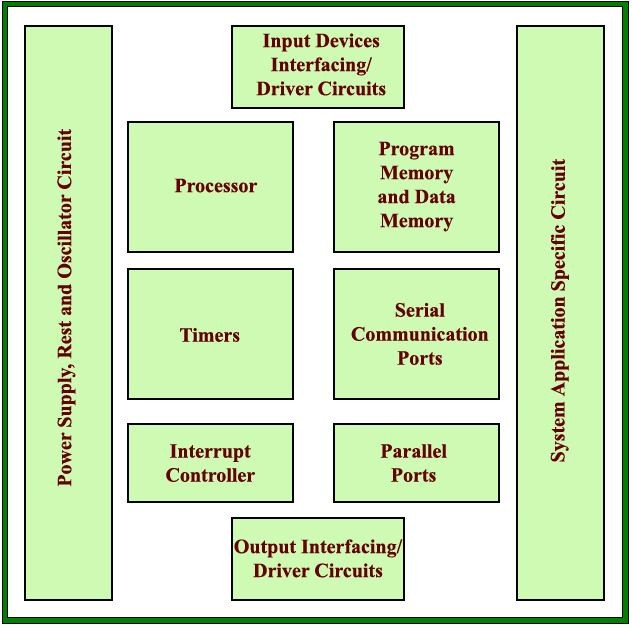 Input Devices
Interfacing/
Driver Circuits
Power Supply, Rest and Oscillator Circuit
Processor
Program
Memory
and Data
Memory
System Application Specific Circuit
Timers
Serial
Communication
Ports
Interrupt
Controller
Parallel
Ports
Output Interfacing/
Driver Circuits